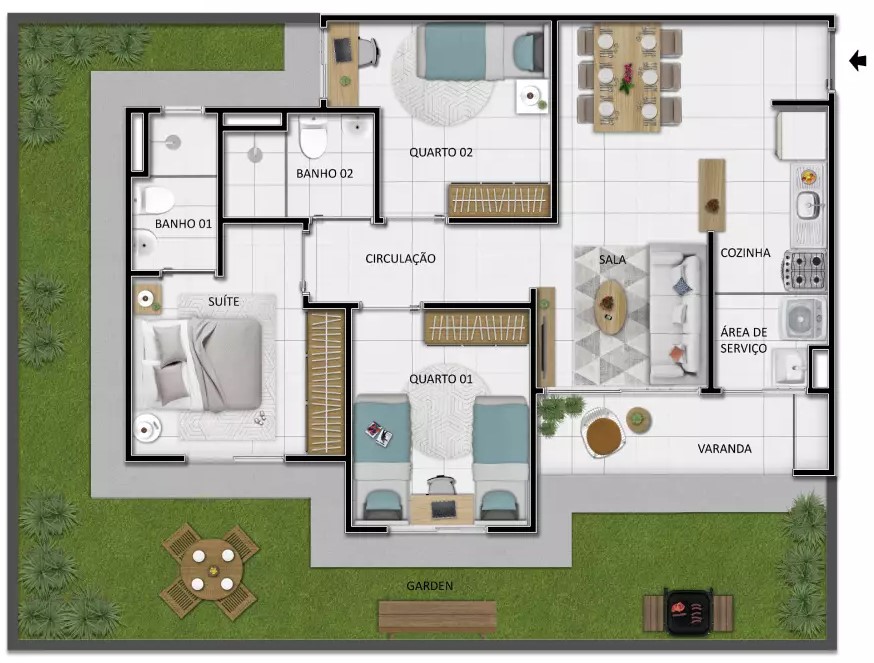 QUARTO 02
BANHO 02
BANHO 01
CIRCULAÇÃO
SALA
COZINHA
SUÍTE
ÁREA DE
SERVIÇO
QUARTO 01
VARANDA
GARDEN